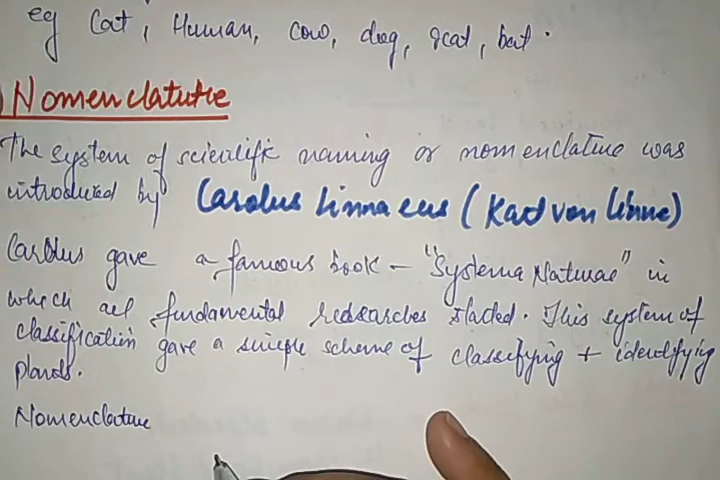 eg Cat, Human, Cow, dog, rat, bat.
Nomenclature
The system of scientific naming or nomenclature was
introduced by Carolus Linnaeus (Karl von Linne)
Carolus gave a famous book - "Systema Naturae" in
which all fundamental researches stated. This system of
classification gave a simple scheme of classifying + identifying
plants.
Nomenclature